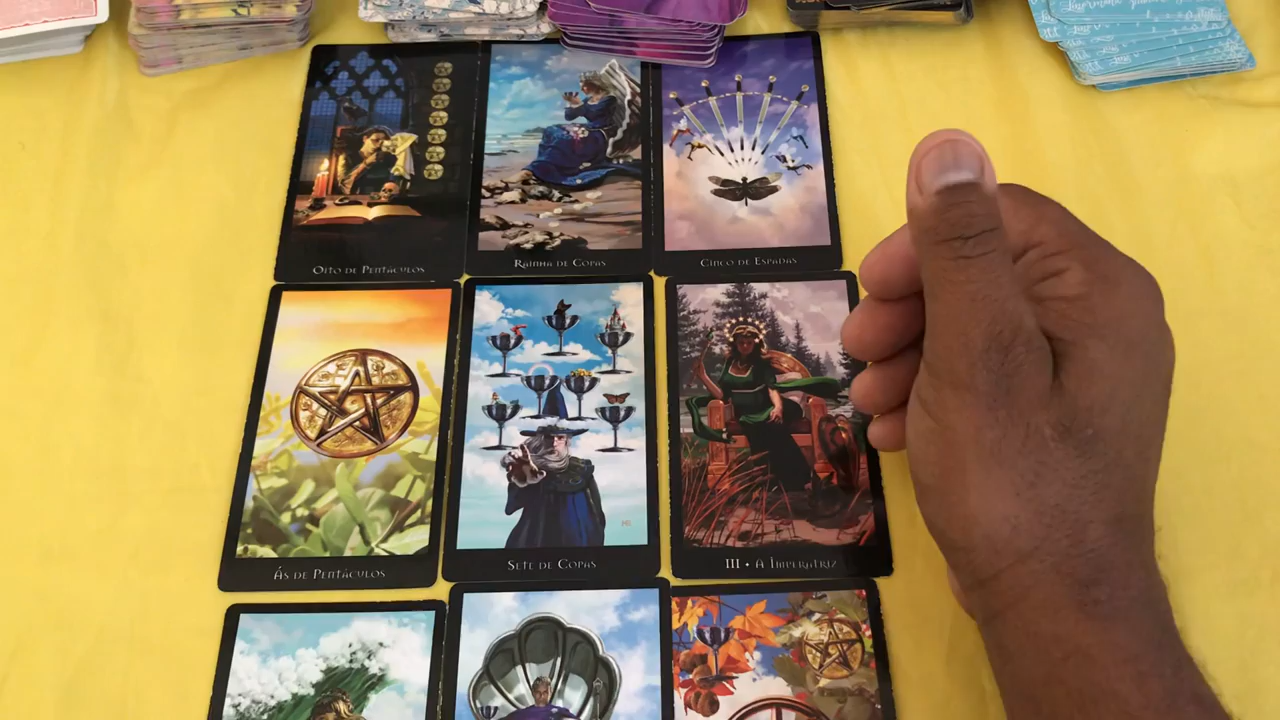 Oito de Pentáculos
Rainha de Copas
Cinco de Espadas
Ás de Pentáculos
Sete de Copas
III • A Imperatriz